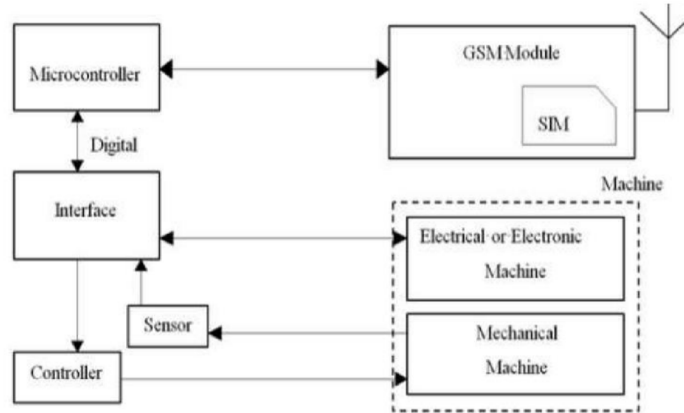 Microcontroller
GSM Module
SIM
Digital
Machine
Interface
Electrical or Electronic
Machine
Sensor
Mechanical
Machine
Controller